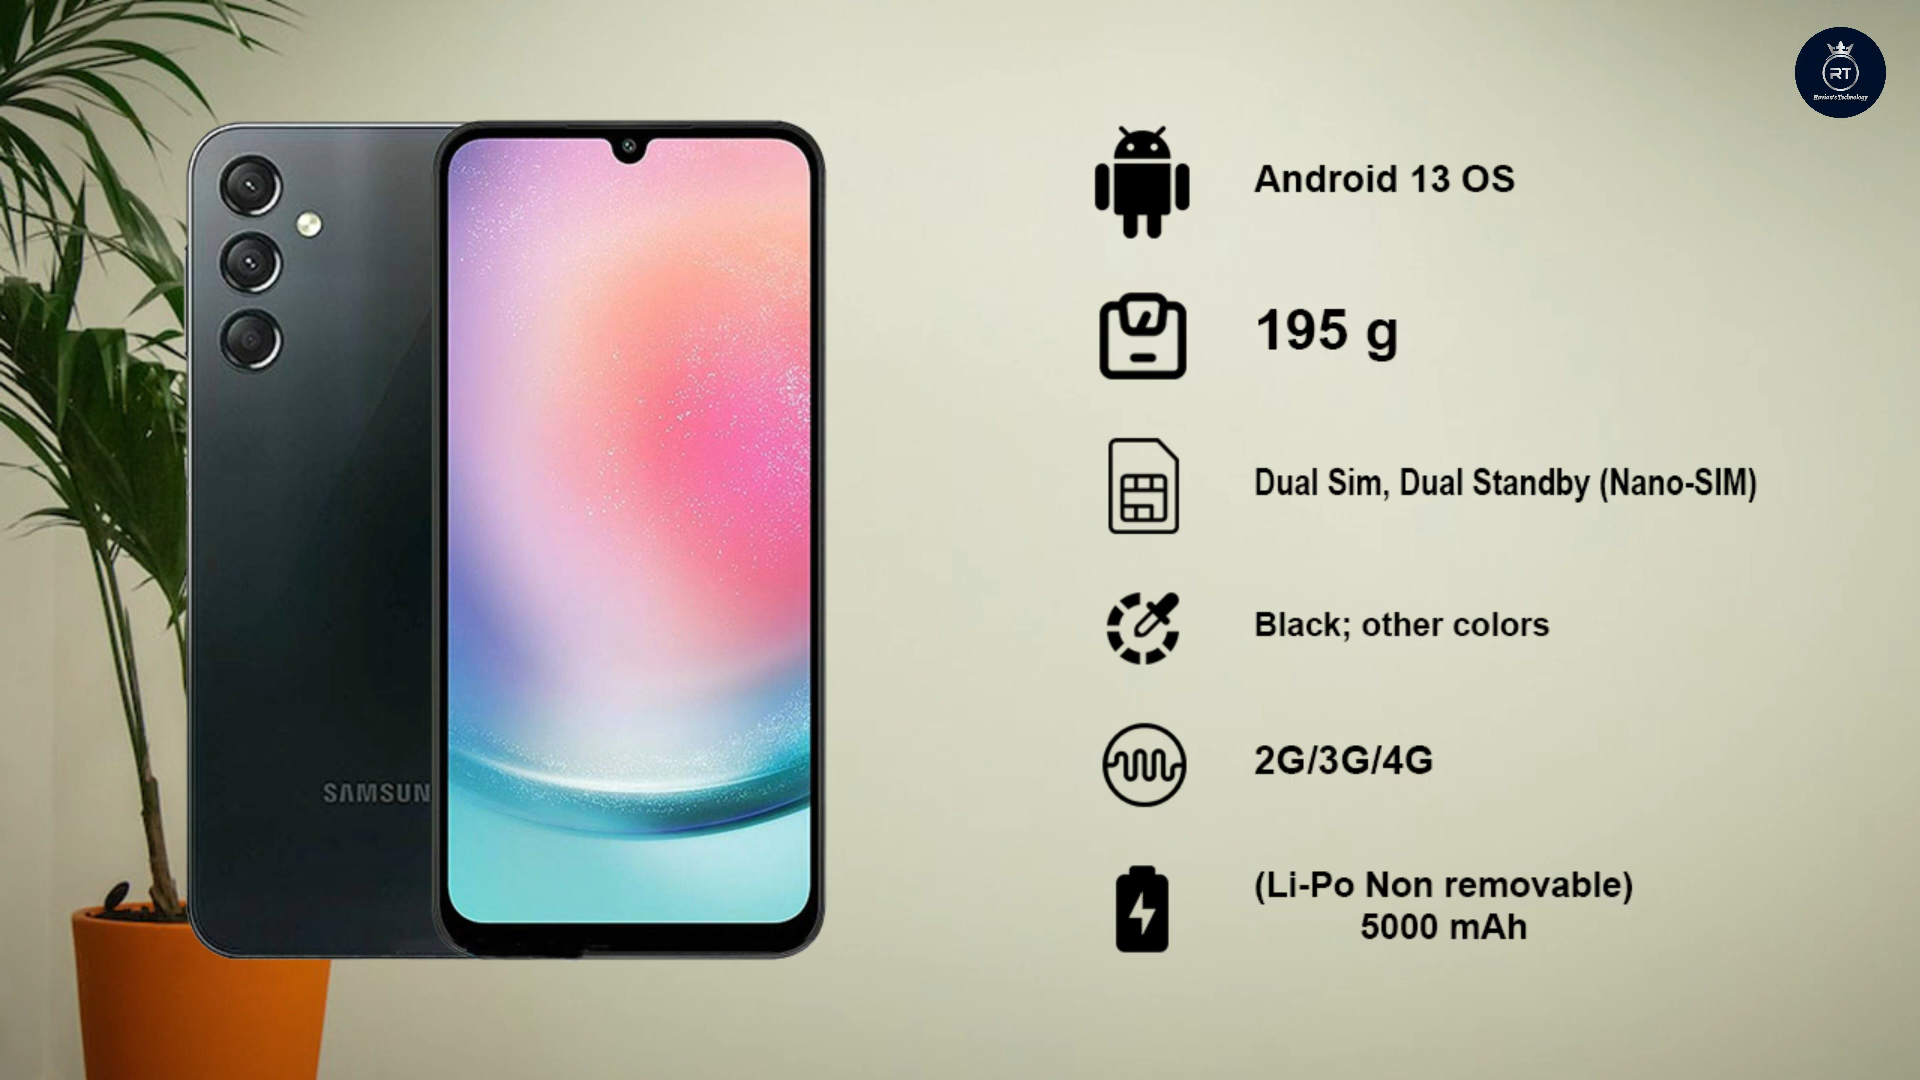 RT
Android 13 OS
195 g
Dual Sim, Dual Standby (Nano-SIM)
Black; other colors
2G/3G/4G
(Li-Po Non removable)
5000 mAh
SAMSUN